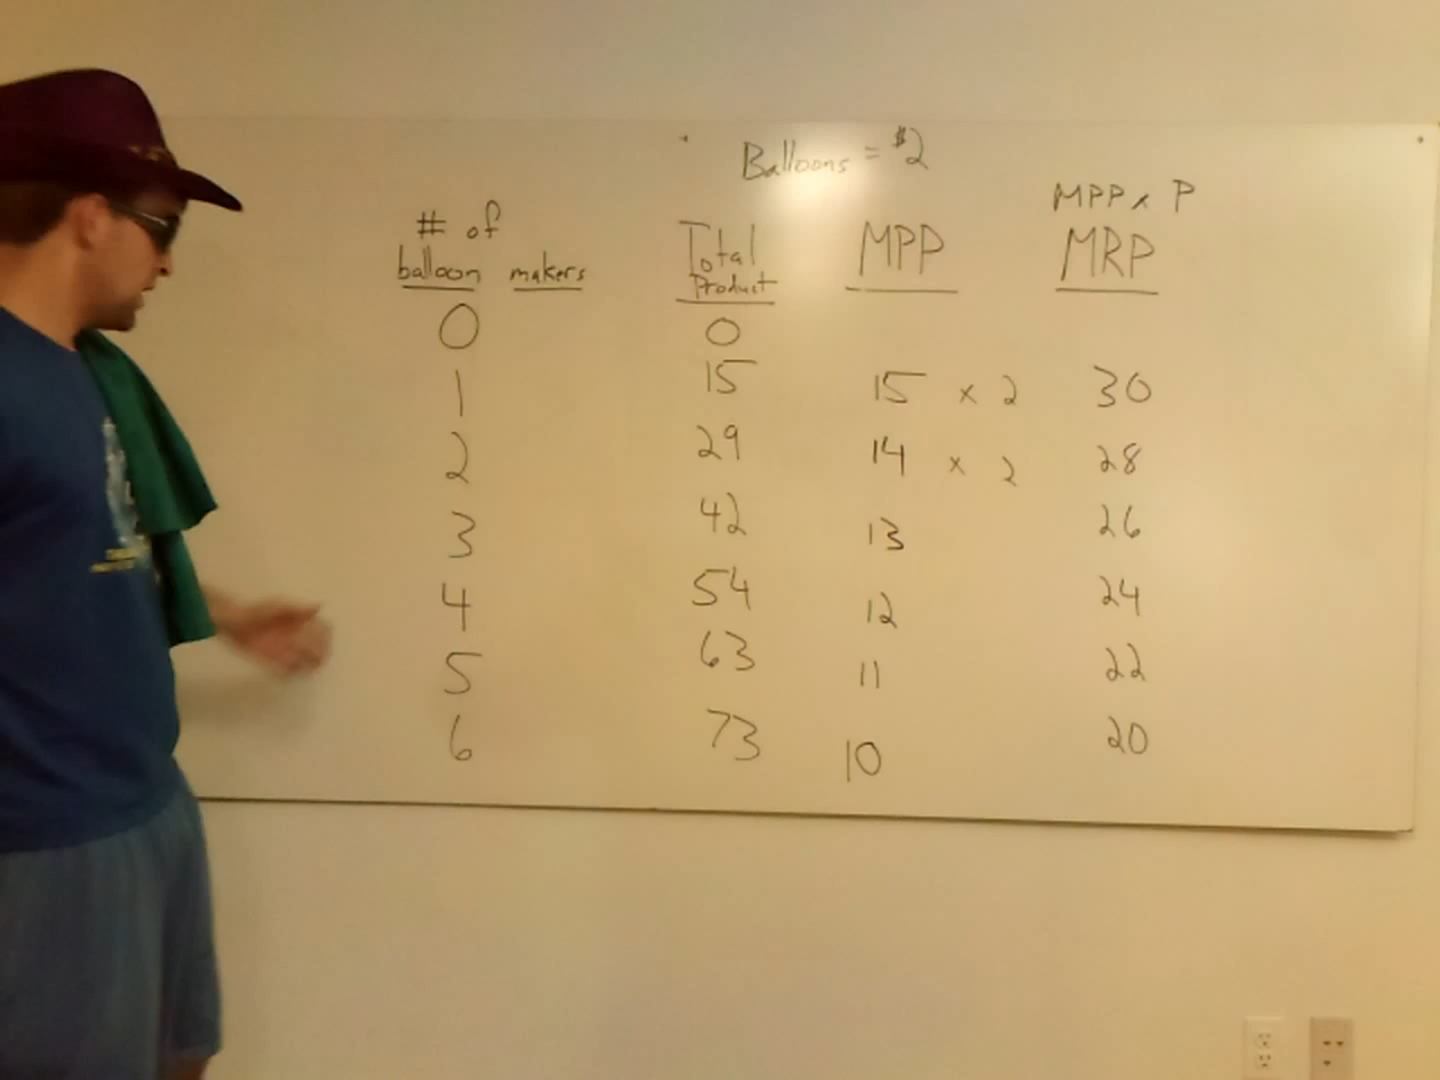 Balloons = $2
MPP x P
# of
balloon makers
Total
Product
MPP
MRP
0 0
1 15 15 x 2 30
2 29 14 x 2 28
3 42 13 26
4 54 12 24
5 63 11 22
6 73 10 20